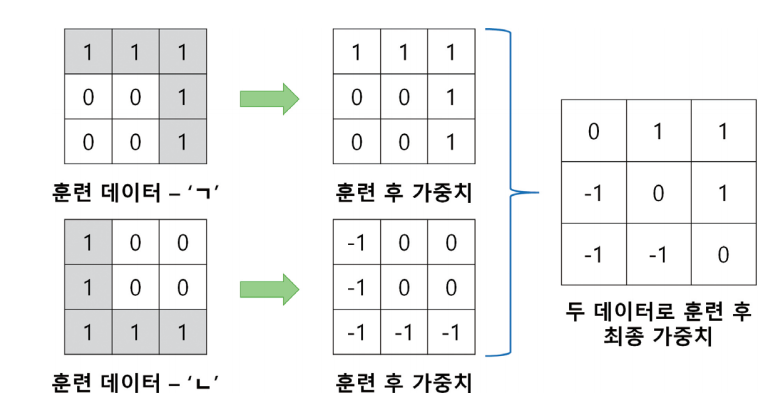 1 1 1
0 0 1
0 0 1
훈련 데이터 – ‘ㄱ’
1 1 1
0 0 1
0 0 1
훈련 후 가중치
1 0 0
1 0 0
1 1 1
훈련 데이터 – ‘ㄴ’
-1 0 0
-1 0 0
-1 -1 -1
훈련 후 가중치
0 1 1
-1 0 1
-1 -1 0
두 데이터로 훈련 후
최종 가중치